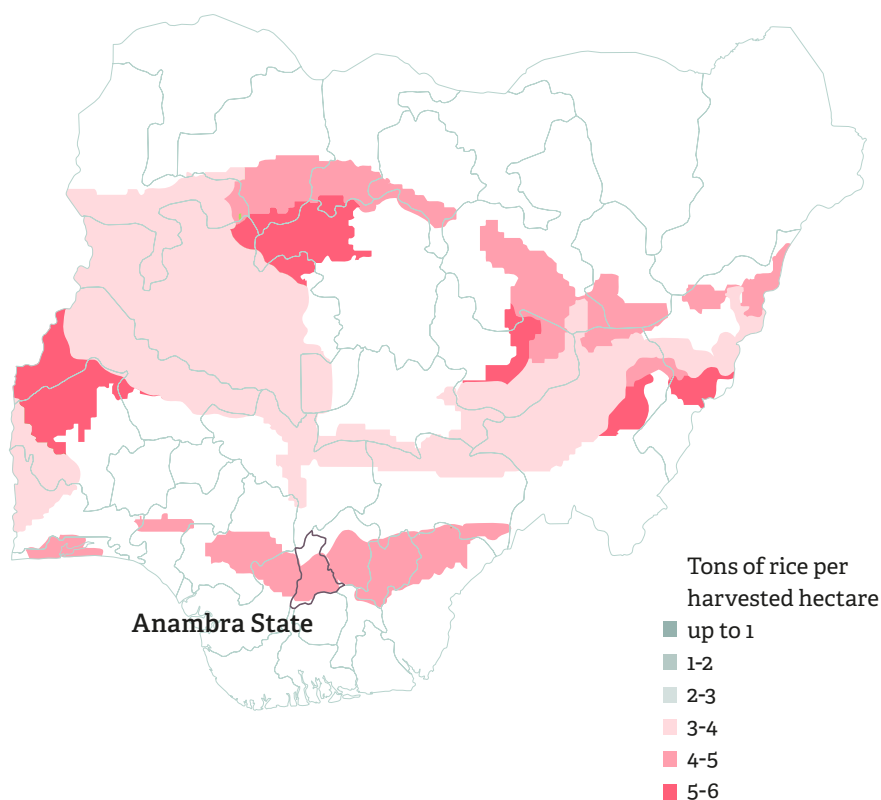 Anambra State
Tons of rice per
harvested hectare
up to 1
1-2
2-3
3-4
4-5
5-6